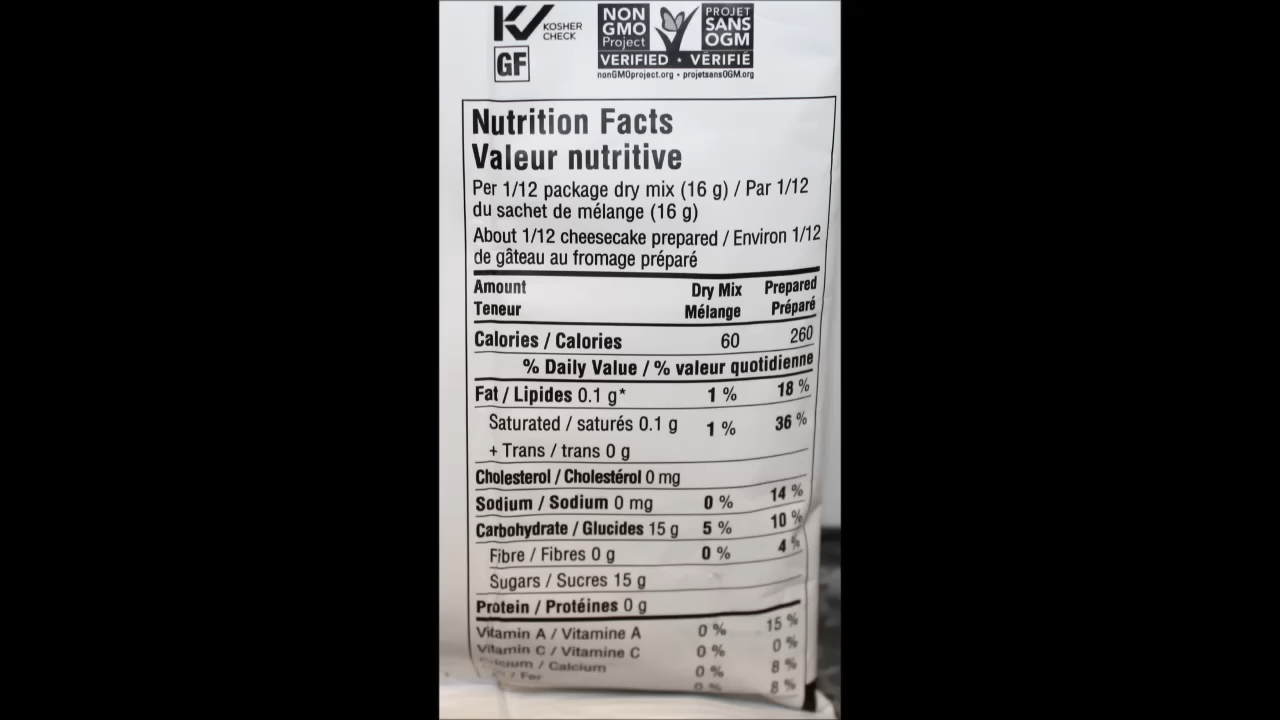 KOSHER
CHECK
GF
NON
GMO
Project
PROJET
SANS
OGM
VERIFIED • VÉRIFIÉ
nonGMOproject.org • projetsansOGM.org
Nutrition Facts
Valeur nutritive
Per 1/12 package dry mix (16 g) / Par 1/12
du sachet de mélange (16 g)
About 1/12 cheesecake prepared / Environ 1/12
de gâteau au fromage préparé
Amount Dry Mix Prepared
Teneur Mélange Préparé
Calories / Calories 60 260
% Daily Value / % valeur quotidienne
Fat / Lipides 0.1 g* 1 % 18 %
Saturated / saturés 0.1 g 1 % 36 %
+ Trans / trans 0 g
Cholesterol / Cholestérol 0 mg
Sodium / Sodium 0 mg 0 % 14 %
Carbohydrate / Glucides 15 g 5 % 10 %
Fibre / Fibres 0 g 0 % 4 %
Sugars / Sucres 15 g
Protein / Protéines 0 g
Vitamin A / Vitamine A 0 % 15 %
Vitamin C / Vitamine C 0 % 0 %
/ Calcium 0 % 8 %
/ Fer 0 % 8 %